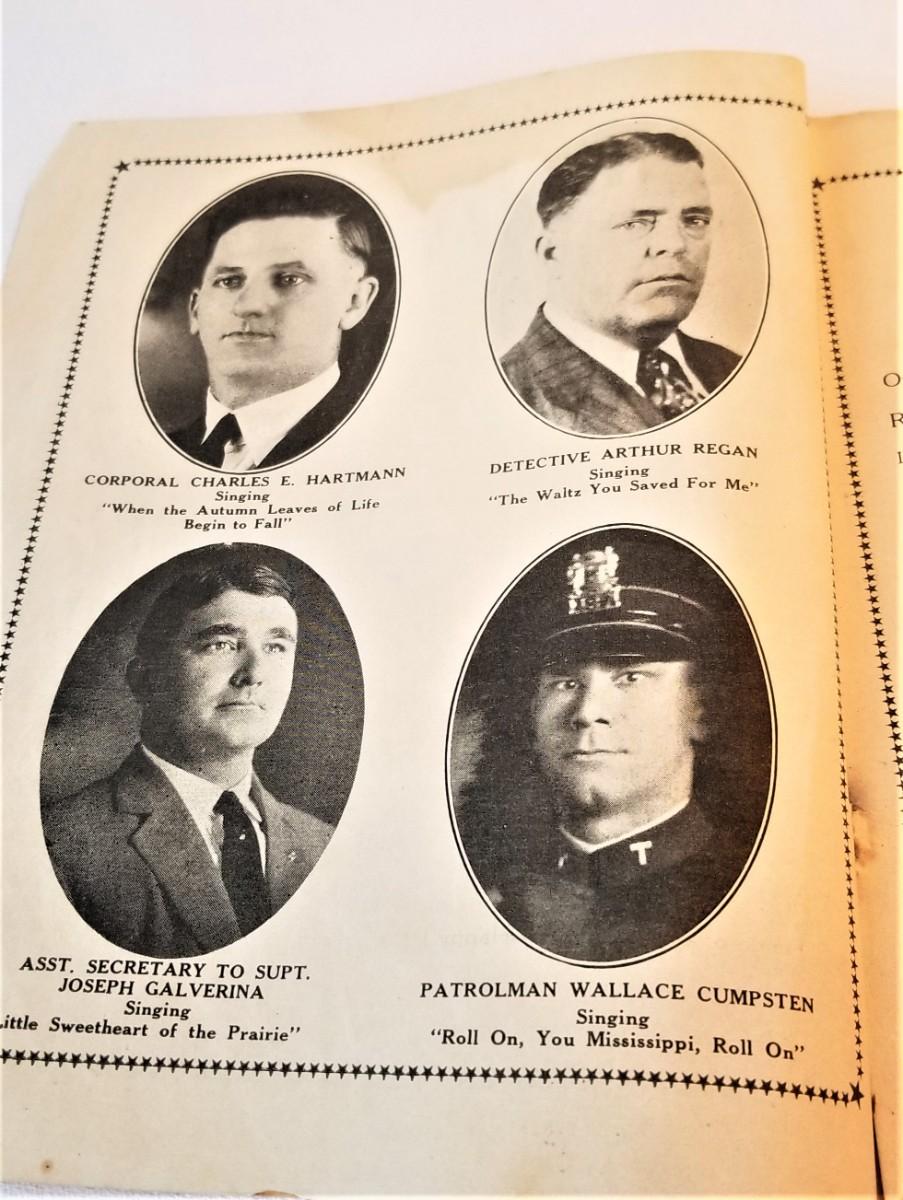 CORPORAL CHARLES E. HARTMANN
Singing
"When the Autumn Leaves of Life
Begin to Fall"
DETECTIVE ARTHUR REGAN
Singing
"The Waltz You Saved For Me"
T
ASST. SECRETARY TO SUPT.
JOSEPH GALVERINA
Singing
Little Sweetheart of the Prairie"
PATROLMAN WALLACE CUMPSTEN
Singing
"Roll On, You Mississippi, Roll On"
O
R